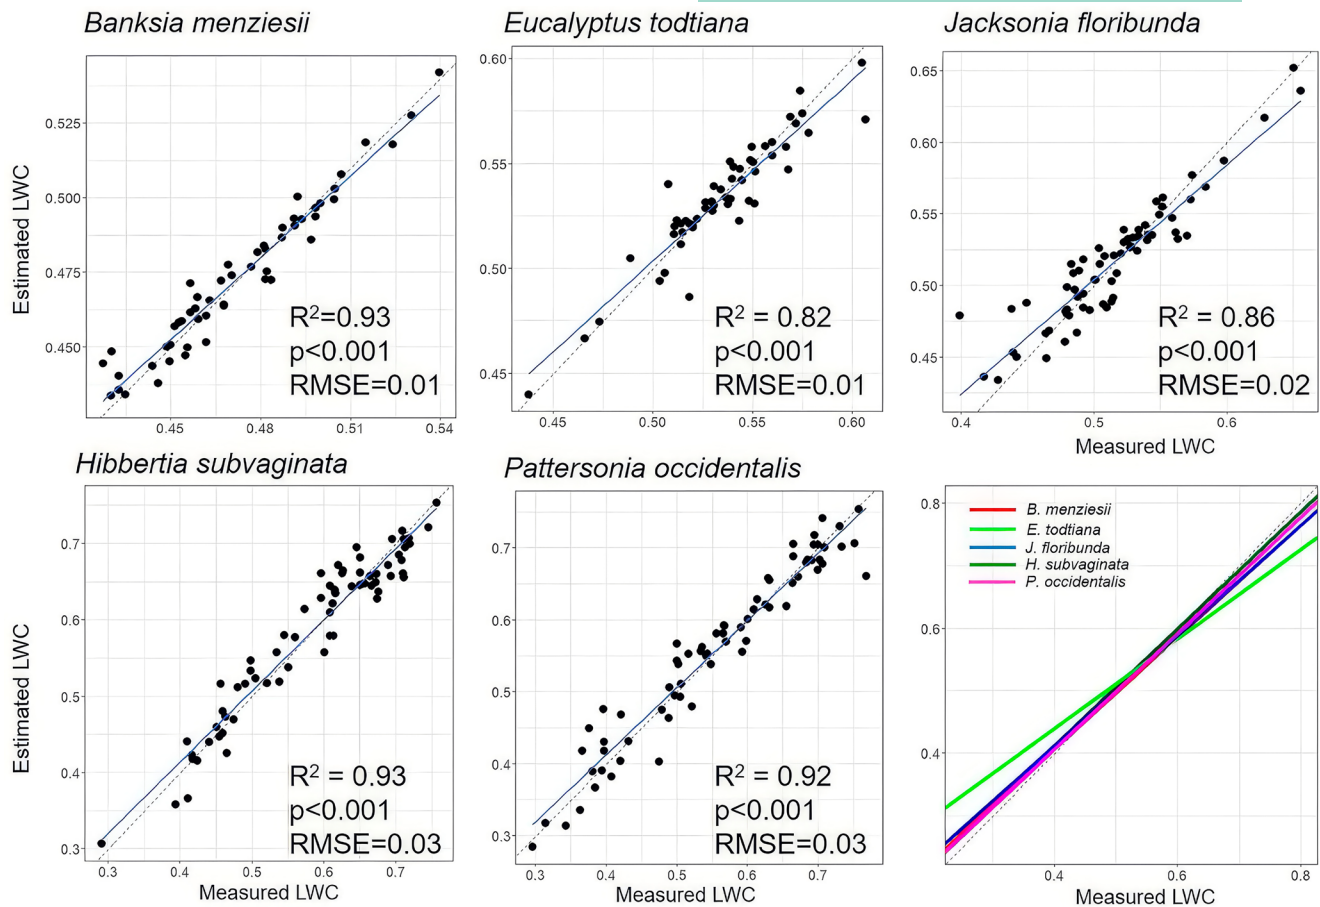 Banksia menziesii
Eucalyptus todtiana
Jacksonia floribunda
Estimated LWC
0.525
0.500
0.475
0.450
R2=0.93
p<0.001
RMSE=0.01
0.45 0.48 0.51 0.54
0.60
0.55
0.50
0.45
R2 = 0.82
p<0.001
RMSE=0.01
0.45 0.50 0.55 0.60
0.65
0.60
0.55
0.50
0.45
R2 = 0.86
p<0.001
RMSE=0.02
0.4 0.5 0.6
Measured LWC
Hibbertia subvaginata
Pattersonia occidentalis
Estimated LWC
0.7
0.6
0.5
0.4
0.3
R2 = 0.93
p<0.001
RMSE=0.03
0.3 0.4 0.5 0.6 0.7
Measured LWC
0.7
0.6
0.5
0.4
0.3
R2 = 0.92
p<0.001
RMSE=0.03
0.3 0.4 0.5 0.6 0.7
Measured LWC
0.8
0.6
0.4
B. menziesii
E. todtiana
J. floribunda
H. subvaginata
P. occidentalis
0.4 0.6 0.8
Measured LWC